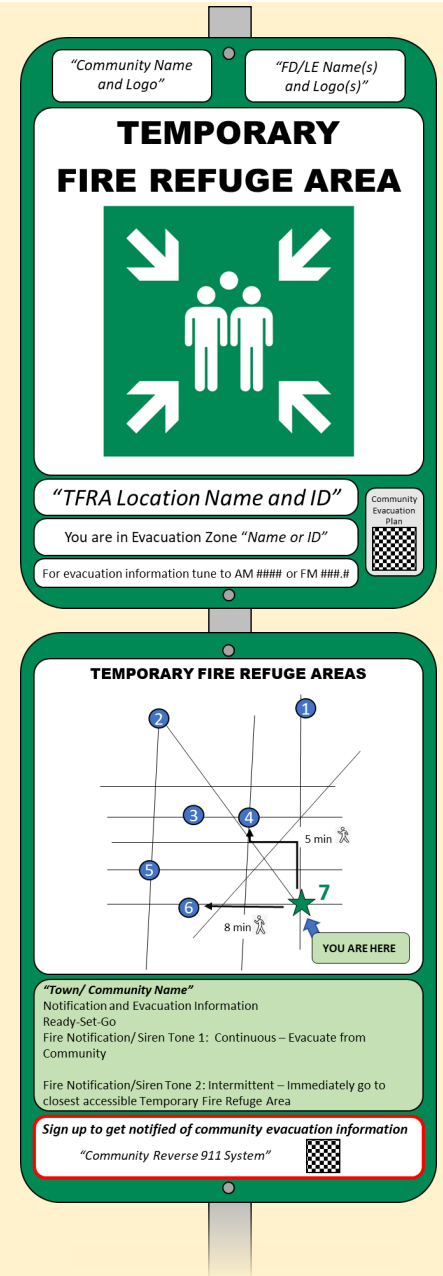 “Community Name
and Logo”
“FD/LE Name(s)
and Logo(s)”
TEMPORARY
FIRE REFUGE AREA
“TFRA Location Name and ID”
You are in Evacuation Zone “Name or ID”
For evacuation information tune to AM #### or FM ###.#
Community
Evacuation
Plan
TEMPORARY FIRE REFUGE AREAS
1
2
3
4
5 min
5
7
6
8 min
YOU ARE HERE
“Town/ Community Name”
Notification and Evacuation Information
Ready-Set-Go
Fire Notification/ Siren Tone 1: Continuous – Evacuate from
Community
Fire Notification/Siren Tone 2: Intermittent – Immediately go to
closest accessible Temporary Fire Refuge Area
Sign up to get notified of community evacuation information
“Community Reverse 911 System”